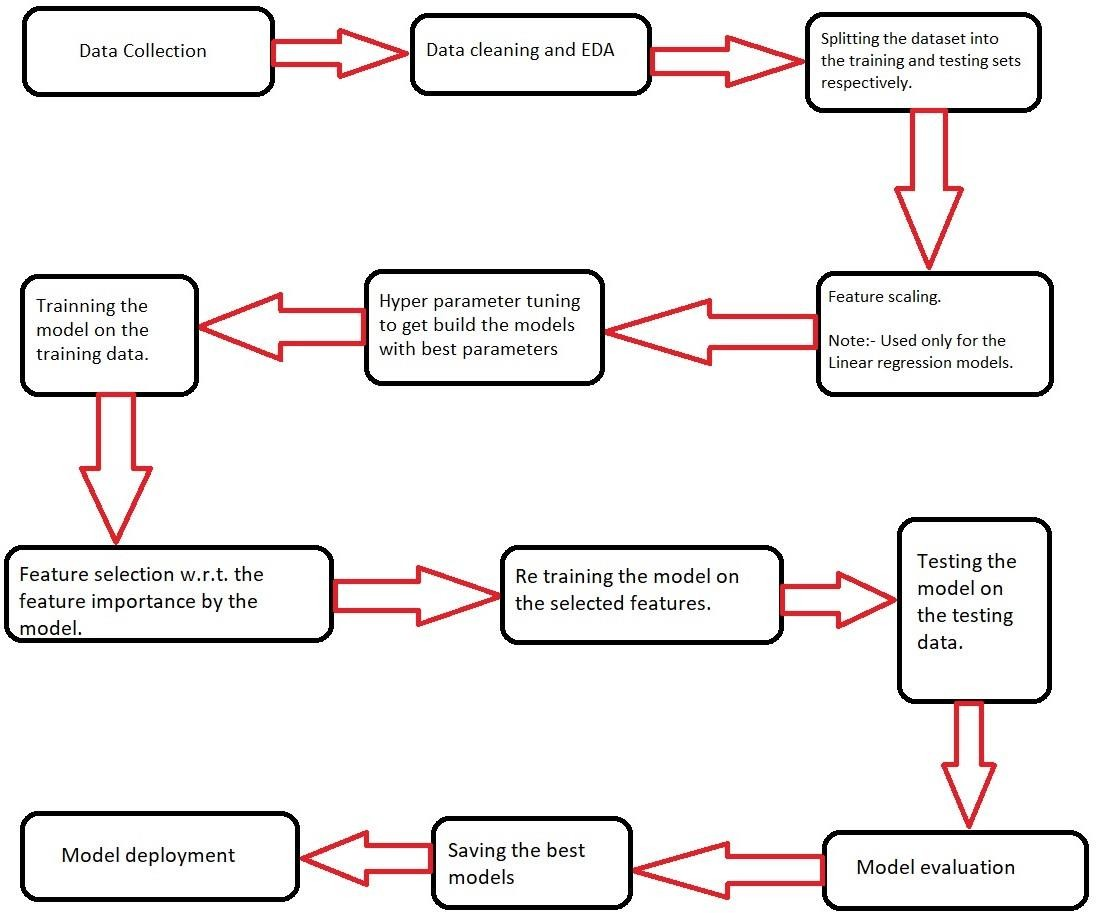 Data Collection
Data cleaning and EDA
Splitting the dataset into
the training and testing sets
respectively.
Feature scaling.
Note:- Used only for the
Linear regression models.
Hyper parameter tuning
to get build the models
with best parameters
Trainning the
model on the
training data.
Feature selection w.r.t. the
feature importance by the
model.
Re training the model on
the selected features.
Testing the
model on
the testing
data.
Model evaluation
Saving the best
models
Model deployment